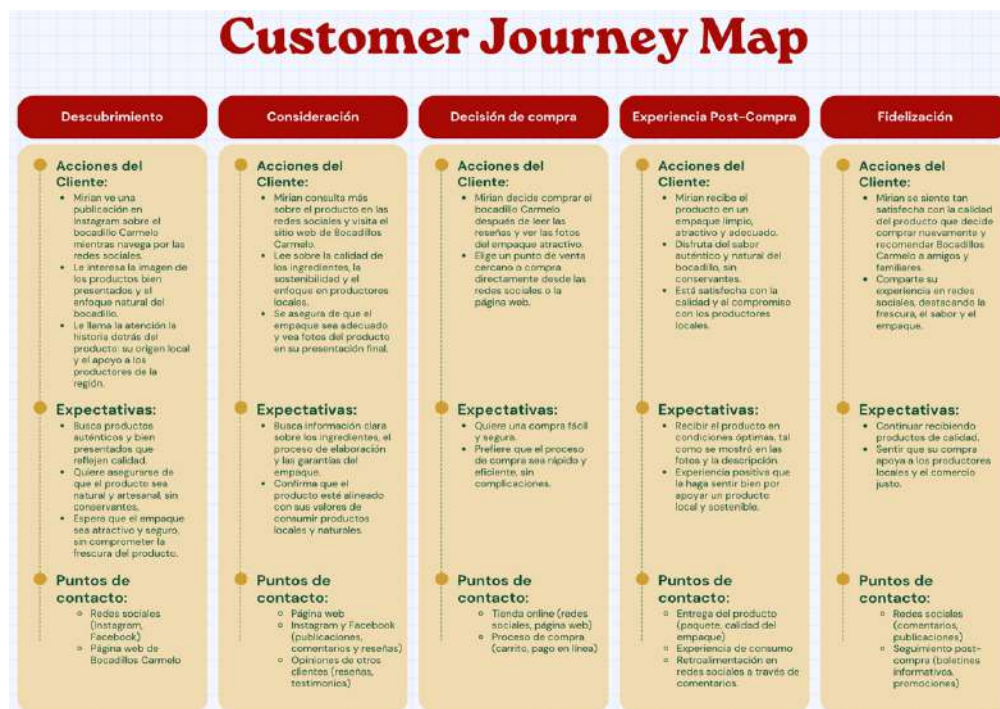 Customer Journey Map
Descubrimiento
Acciones del
Cliente:
• Mirian ve una
publicación en
Instagram sobre el
bocadillo Carmelo
mientras navega por las
redes sociales.
• Le interesa la imagen de
los productos bien
presentados y el
enfoque natural del
bocadillo.
• Le llama la atención la
historia detrás del
producto: su origen local
y el apoyo a los
productores de la
región.
Expectativas:
• Busca productos
auténticos y bien
presentados que
reflejen calidad.
• Quiere asegurarse de
que el producto sea
natural y artesanal, sin
conservantes.
• Espera que el empaque
sea atractivo y seguro,
sin comprometer la
frescura del producto.
Puntos de
contacto:
○ Redes sociales
(Instagram,
Facebook)
○ Página web de
Bocadillos Carmelo
Consideración
Acciones del
Cliente:
• Mirian consulta más
sobre el producto en las
redes sociales y visita el
sitio web de Bocadillos
Carmelo.
• Lee sobre la calidad de
los ingredientes, la
sostenibilidad y el
enfoque en productores
locales.
• Se asegura de que el
empaque sea adecuado
y vea fotos del producto
en su presentación final.
Expectativas:
• Busca información clara
sobre los ingredientes, el
proceso de elaboración
y las garantías del
empaque.
• Confirma que el
producto esté alineado
con sus valores de
consumir productos
locales y naturales.
Puntos de
contacto:
○ Página web
○ Instagram y Facebook
(publicaciones,
comentarios y reseñas)
○ Opiniones de otros
clientes (reseñas,
testimonios)
Decisión de compra
Acciones del
Cliente:
• Mirian decide comprar el
bocadillo Carmelo
después de leer las
reseñas y ver las fotos
del empaque atractivo.
• Elige un punto de venta
cercano o compra
directamente desde las
redes sociales o la
página web.
Expectativas:
• Quiere una compra fácil
y segura.
• Prefiere que el proceso
de compra sea rápido y
eficiente, sin
complicaciones.
Puntos de
contacto:
○ Tienda online (redes
sociales, página web)
○ Proceso de compra
(carrito, pago en línea)
Experiencia Post-Compra
Acciones del
Cliente:
• Mirian recibe el
producto en un
empaque limpio,
atractivo y adecuado.
• Disfruta del sabor
auténtico y natural del
bocadillo, sin
conservantes.
• Está satisfecha con la
calidad y el compromiso
con los productores
locales.
Expectativas:
• Recibir el producto en
condiciones óptimas, tal
como se mostró en las
fotos y la descripción.
• Experiencia positiva que
la haga sentir bien por
apoyar un producto
local y sostenible.
Puntos de
contacto:
○ Entrega del producto
(paquete, calidad del
empaque)
○ Experiencia de consumo
○ Retroalimentación en
redes sociales a través de
comentarios.
Fidelización
Acciones del
Cliente:
• Mirian se siente tan
satisfecha con la calidad
del producto que decide
comprar nuevamente y
recomendar Bocadillos
Carmelo a amigos y
familiares.
• Comparte su
experiencia en redes
sociales, destacando la
frescura, el sabor y el
empaque.
Expectativas:
• Continuar recibiendo
productos de calidad.
• Sentir que su compra
apoya a los productores
locales y el comercio
justo.
Puntos de
contacto:
○ Redes sociales
(comentarios,
publicaciones)
○ Seguimiento post-
compra (boletines
informativos,
promociones)